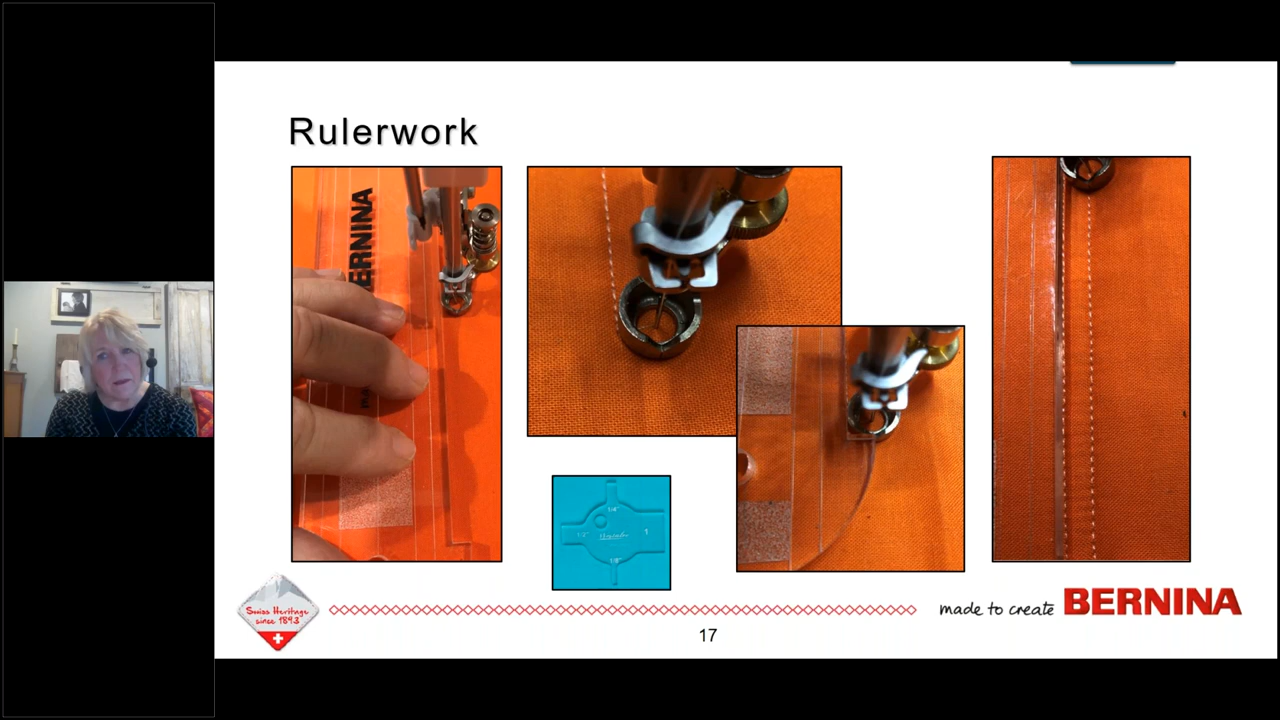 Rulerwork
BERNINA
1/4"
1/2"
1
1/8"
Swiss Heritage
since 1893
made to create BERNINA
17